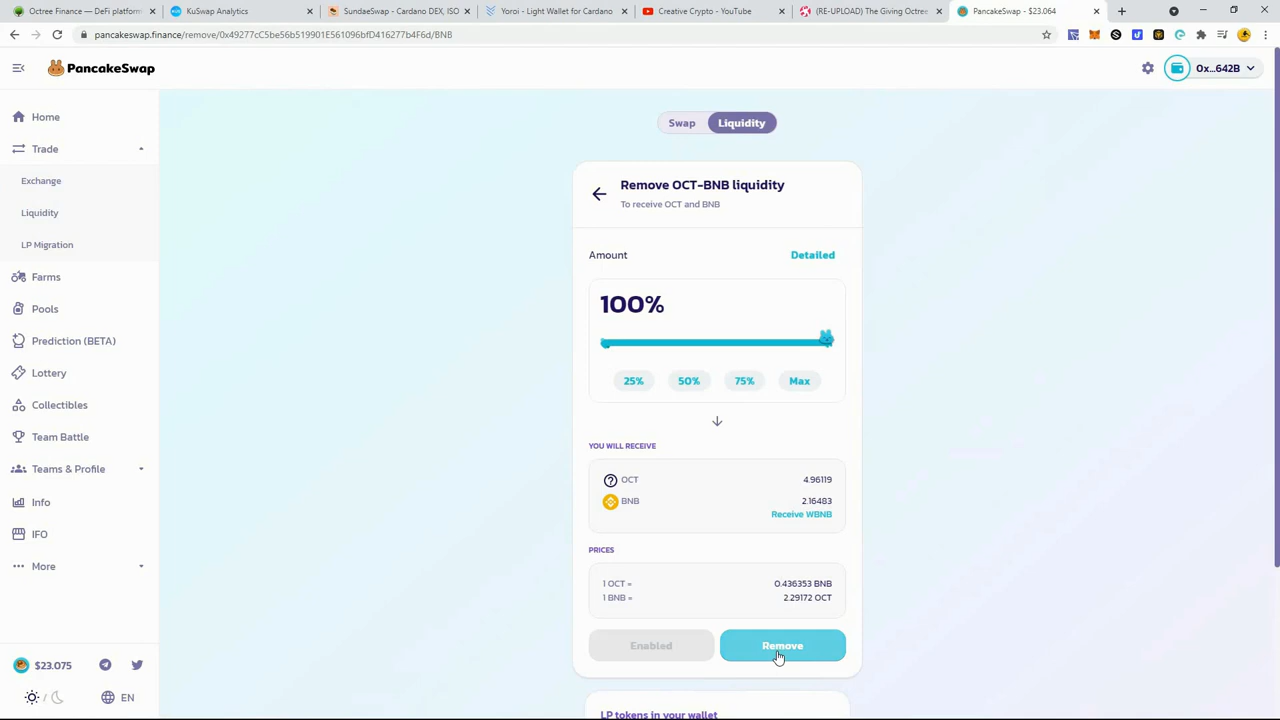 Octree Finance — DeFi platform
KuSwap Analytics
SundaeSwap - Cardano DEX, ISO
Yoroi - Light Wallet for Cardano
Creative Crypto - YouTube
(RE-UPLOAD) The Giving Octree
PancakeSwap - $23.064
pancakeswap.finance/remove/0x49277cC5be56b519901E561096bfD416277b4F6d/BNB
PancakeSwap
0x...642B
Home
Trade
Exchange
Liquidity
LP Migration
Farms
Pools
Prediction (BETA)
Lottery
Collectibles
Team Battle
Teams & Profile
Info
IFO
More
$23.075
/
EN
Swap
Liquidity
Remove OCT-BNB liquidity
To receive OCT and BNB
Amount
Detailed
100%
25%
50%
75%
Max
YOU WILL RECEIVE
OCT
4.96119
BNB
2.16483
Receive WBNB
PRICES
1 OCT =
0.436353 BNB
1 BNB =
2.29172 OCT
Enabled
Remove
LP tokens in your wallet